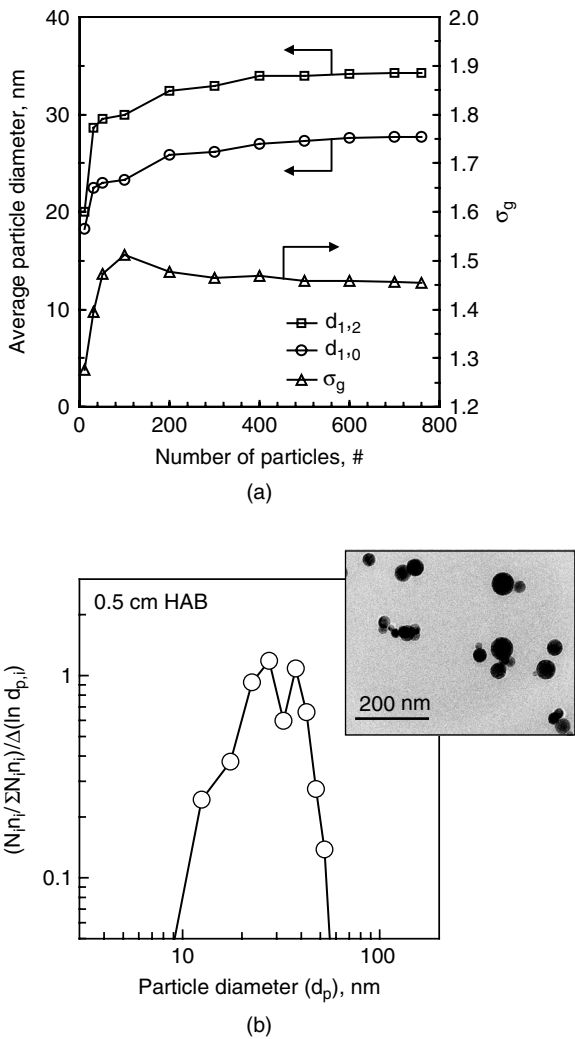 40
30
20
10
0
Average particle diameter, nm
2.0
1.9
1.8
1.7
1.6
1.5
1.4
1.3
1.2
σg
d1,2
d1,0
σg
0 200 400 600 800
Number of particles, #
(a)
0.5 cm HAB
200 nm
1
0.1
(Nini/ΣNini)/Δ(ln dp,i)
10 100
Particle diameter (dp), nm
(b)